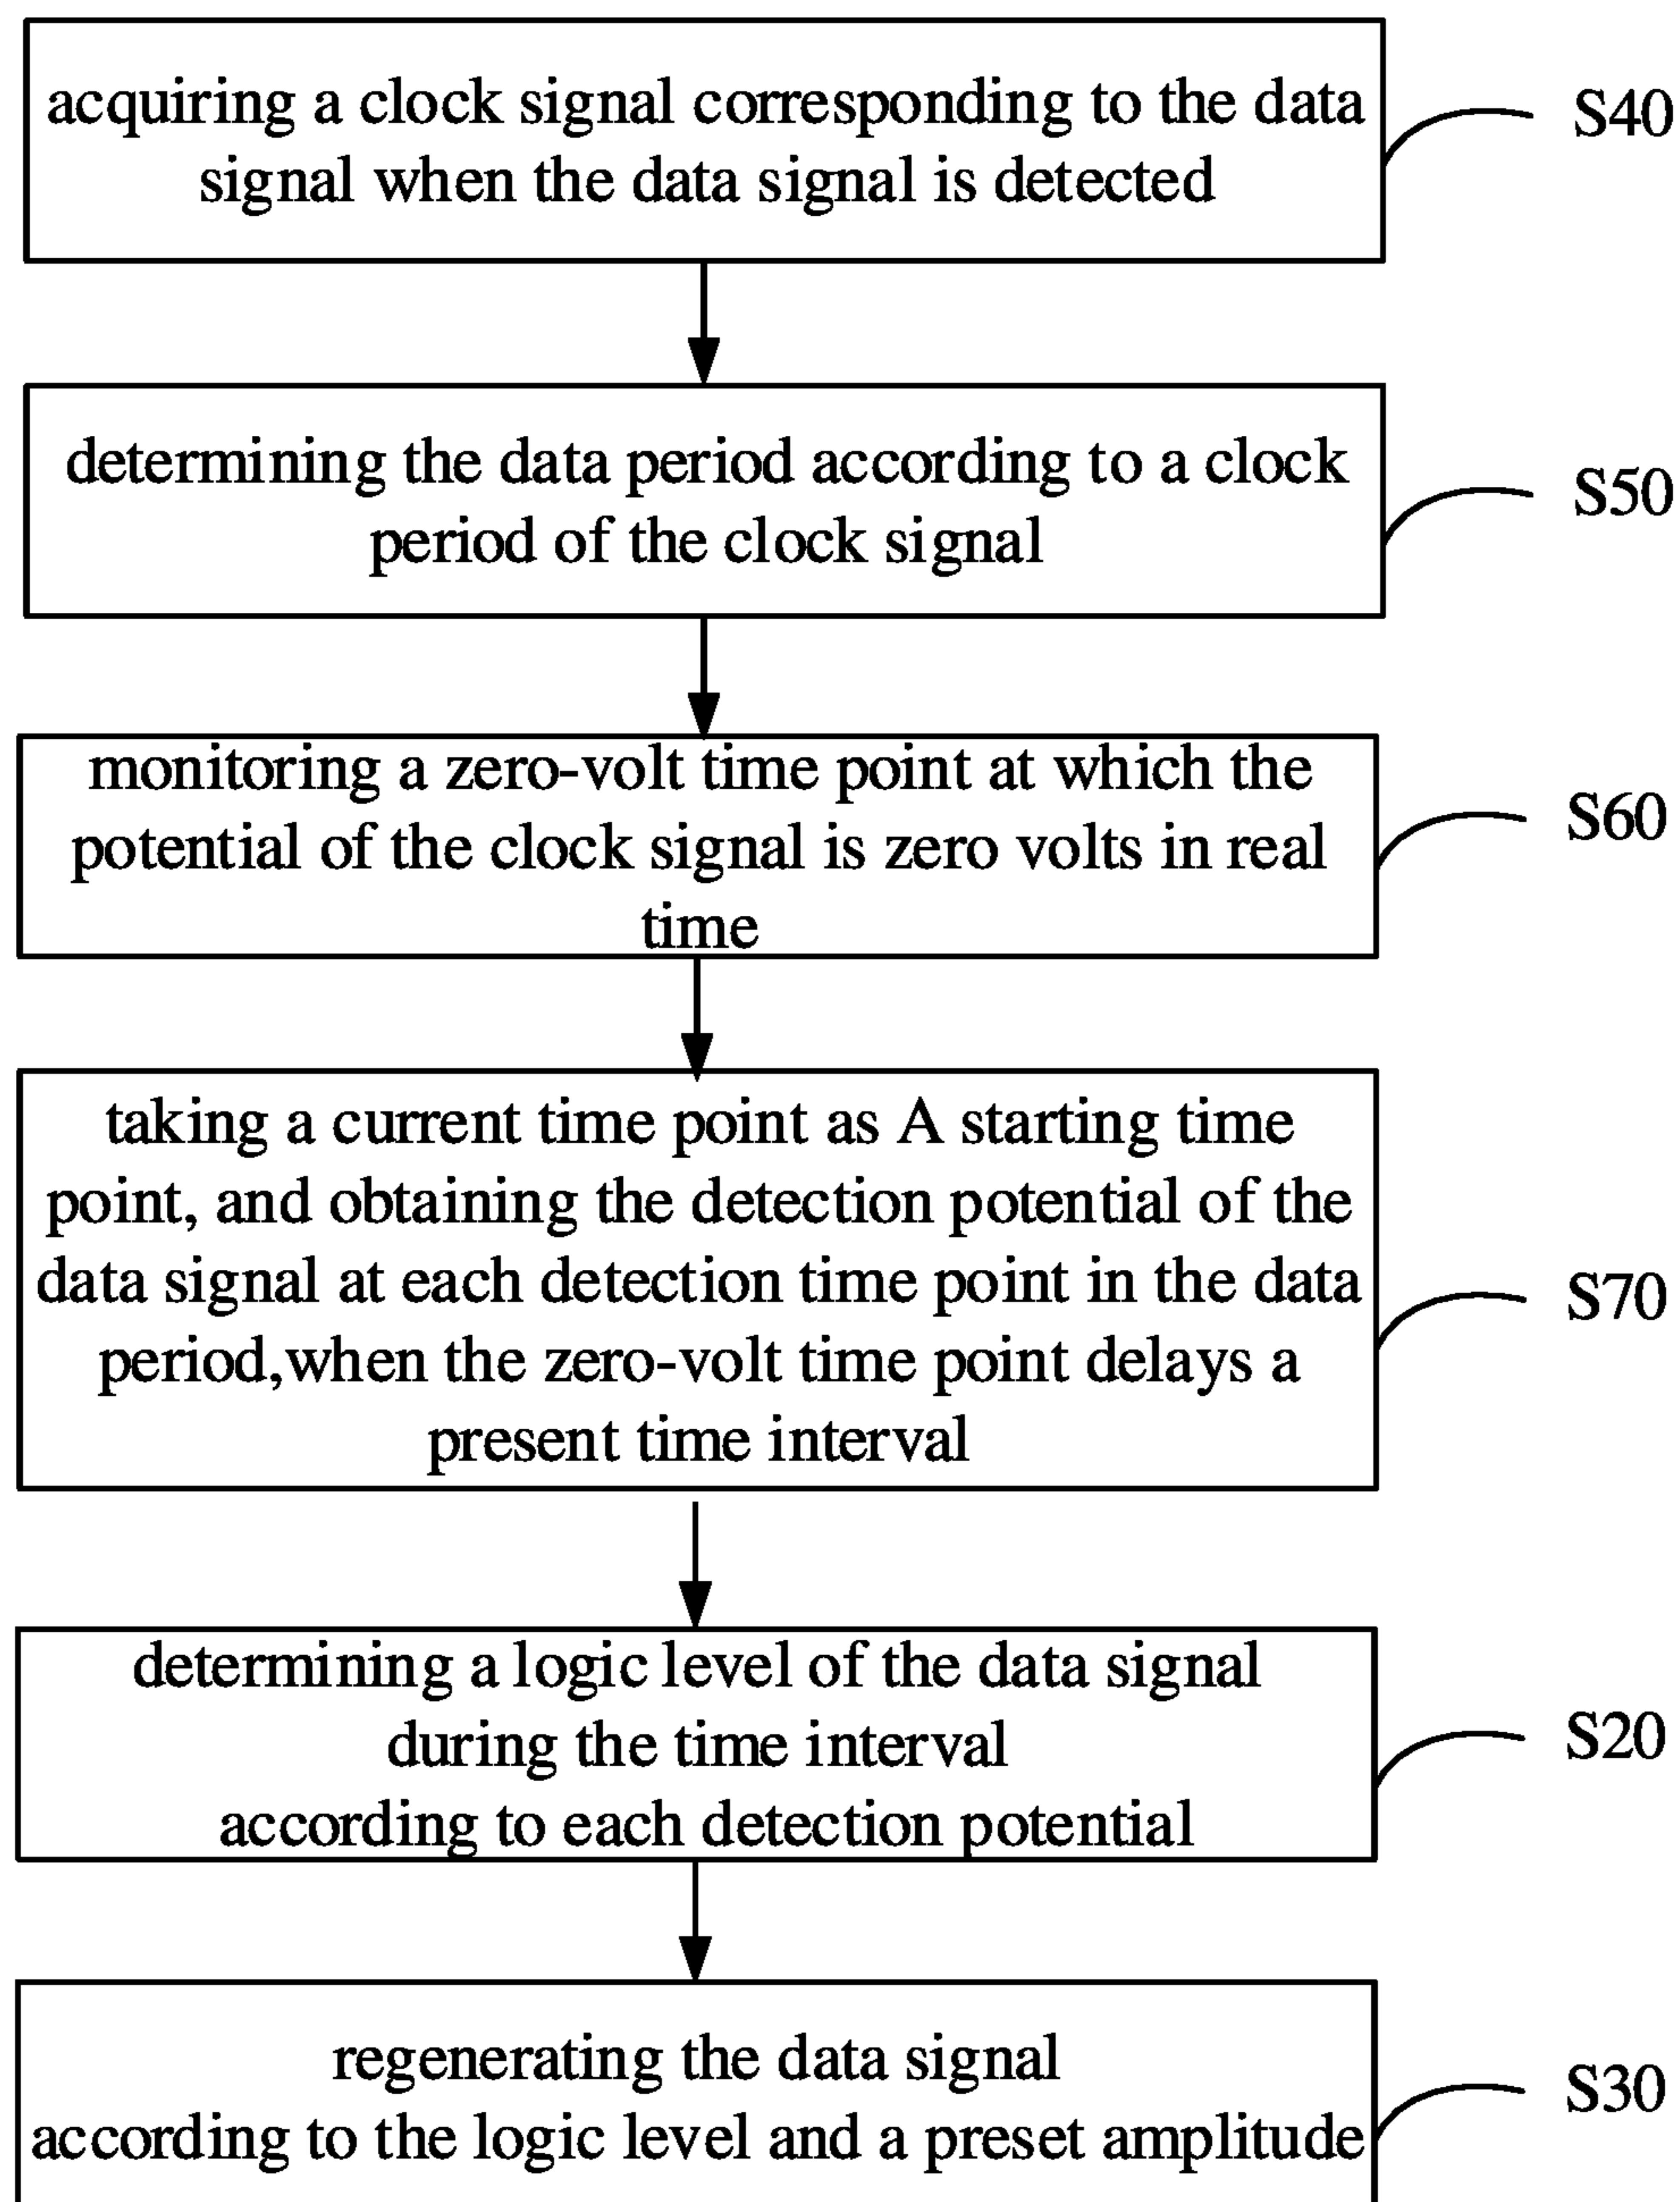 acquiring a clock signal corresponding to the data
signal when the data signal is detected
S40
determining the data period according to a clock
period of the clock signal
S50
monitoring a zero-volt time point at which the
potential of the clock signal is zero volts in real
time
S60
taking a current time point as A starting time
point, and obtaining the detection potential of the
data signal at each detection time point in the data
period,when the zero-volt time point delays a
present time interval
S70
determining a logic level of the data signal
during the time interval
according to each detection potential
S20
regenerating the data signal
according to the logic level and a preset amplitude
S30